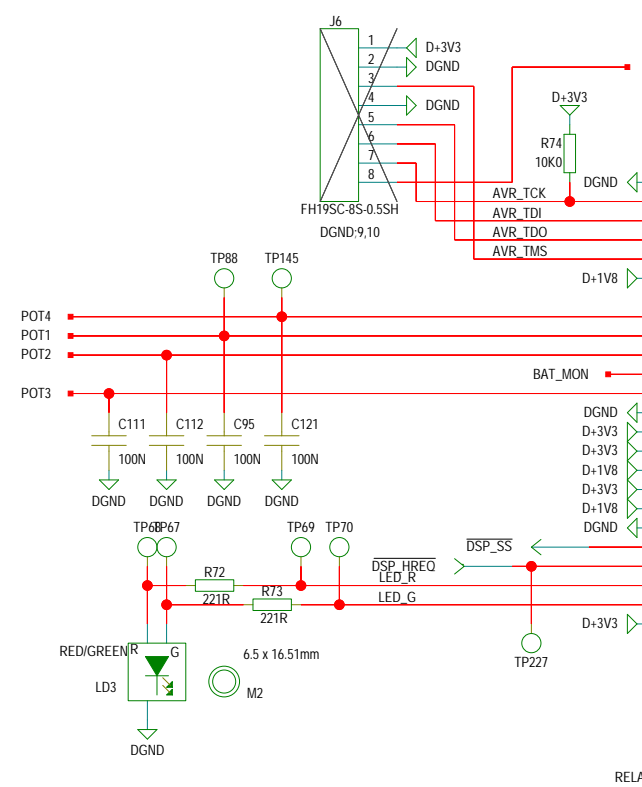 J6
1
D+3V3
2
DGND
3
4
DGND
5
6
7
8
FH19SC-8S-0.5SH
DGND;9,10
D+3V3
R74
10K0
DGND
AVR_TCK
AVR_TDI
AVR_TDO
AVR_TMS
D+1V8
TP88
TP145
POT4
POT1
POT2
POT3
BAT_MON
C111
100N
C112
100N
C95
100N
C121
100N
DGND
DGND
DGND
DGND
DGND
D+3V3
D+3V3
D+1V8
D+3V3
D+1V8
DGND
TP68
TP67
TP69
TP70
DSP_SS
DSP_HREQ
LED_R
LED_G
R72
221R
R73
221R
D+3V3
TP227
RED/GREEN
R
G
LD3
6.5 x 16.51mm
M2
DGND